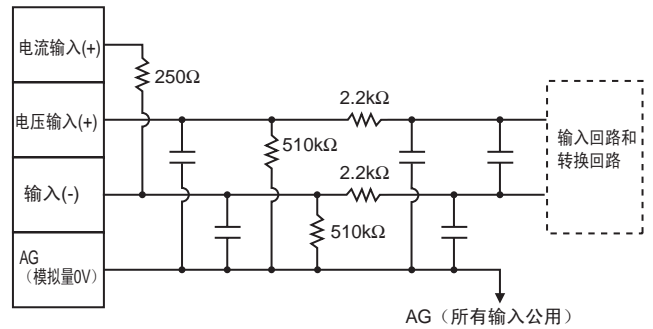 电流输入(+)
250Ω
电压输入(+)
2.2kΩ
510kΩ
输入回路和
转换回路
输入(-)
2.2kΩ
510kΩ
AG
（模拟量0V）
AG（所有输入公用）